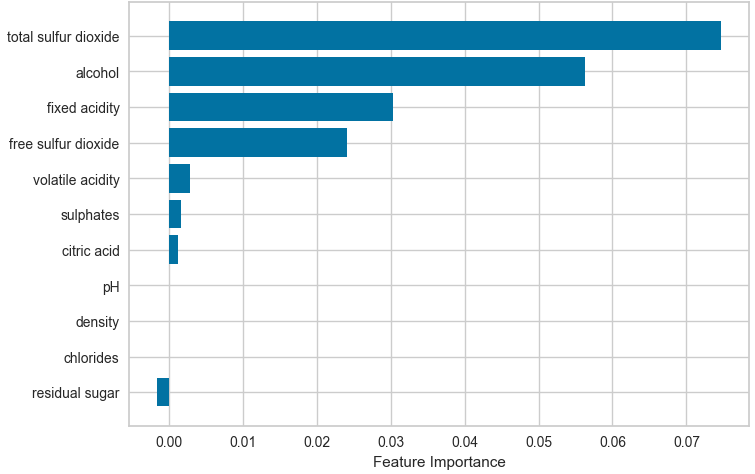 total sulfur dioxide
alcohol
fixed acidity
free sulfur dioxide
volatile acidity
sulphates
citric acid
pH
density
chlorides
residual sugar
0.00 0.01 0.02 0.03 0.04 0.05 0.06 0.07
Feature Importance